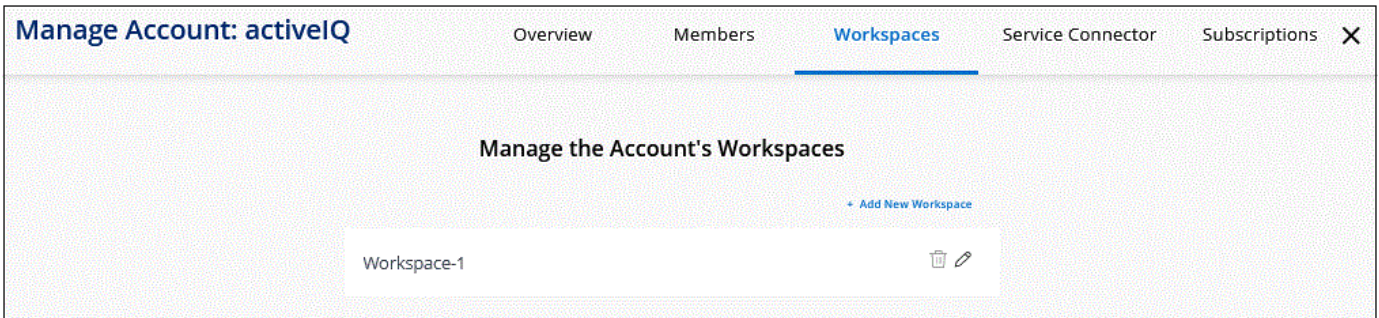 Manage Account: activeIQ
Overview
Members
Workspaces
Service Connector
Subscriptions
Manage the Account's Workspaces
+ Add New Workspace
Workspace-1